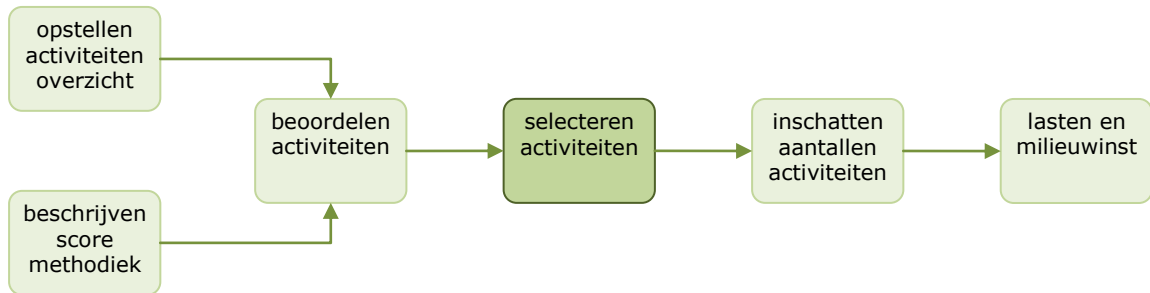 opstellen
activiteiten
overzicht
beschrijven
score
methodiek
beoordelen
activiteiten
selecteren
activiteiten
inschatten
aantallen
activiteiten
lasten en
milieuwinst